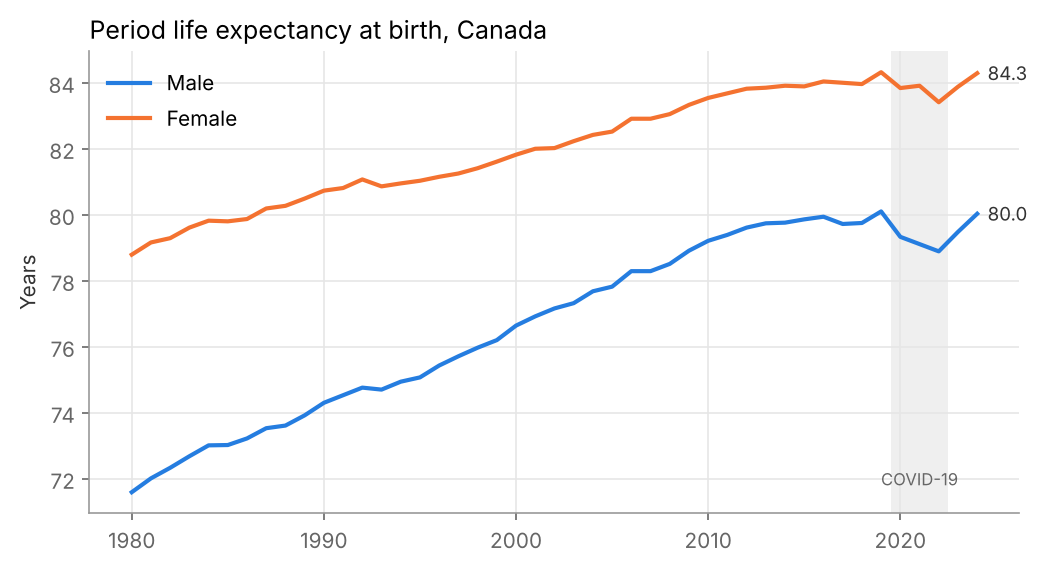 Period life expectancy at birth, Canada
Male
Female
84.3
80.0
84
82
80
78
76
74
72
Years
COVID-19
1980
1990
2000
2010
2020